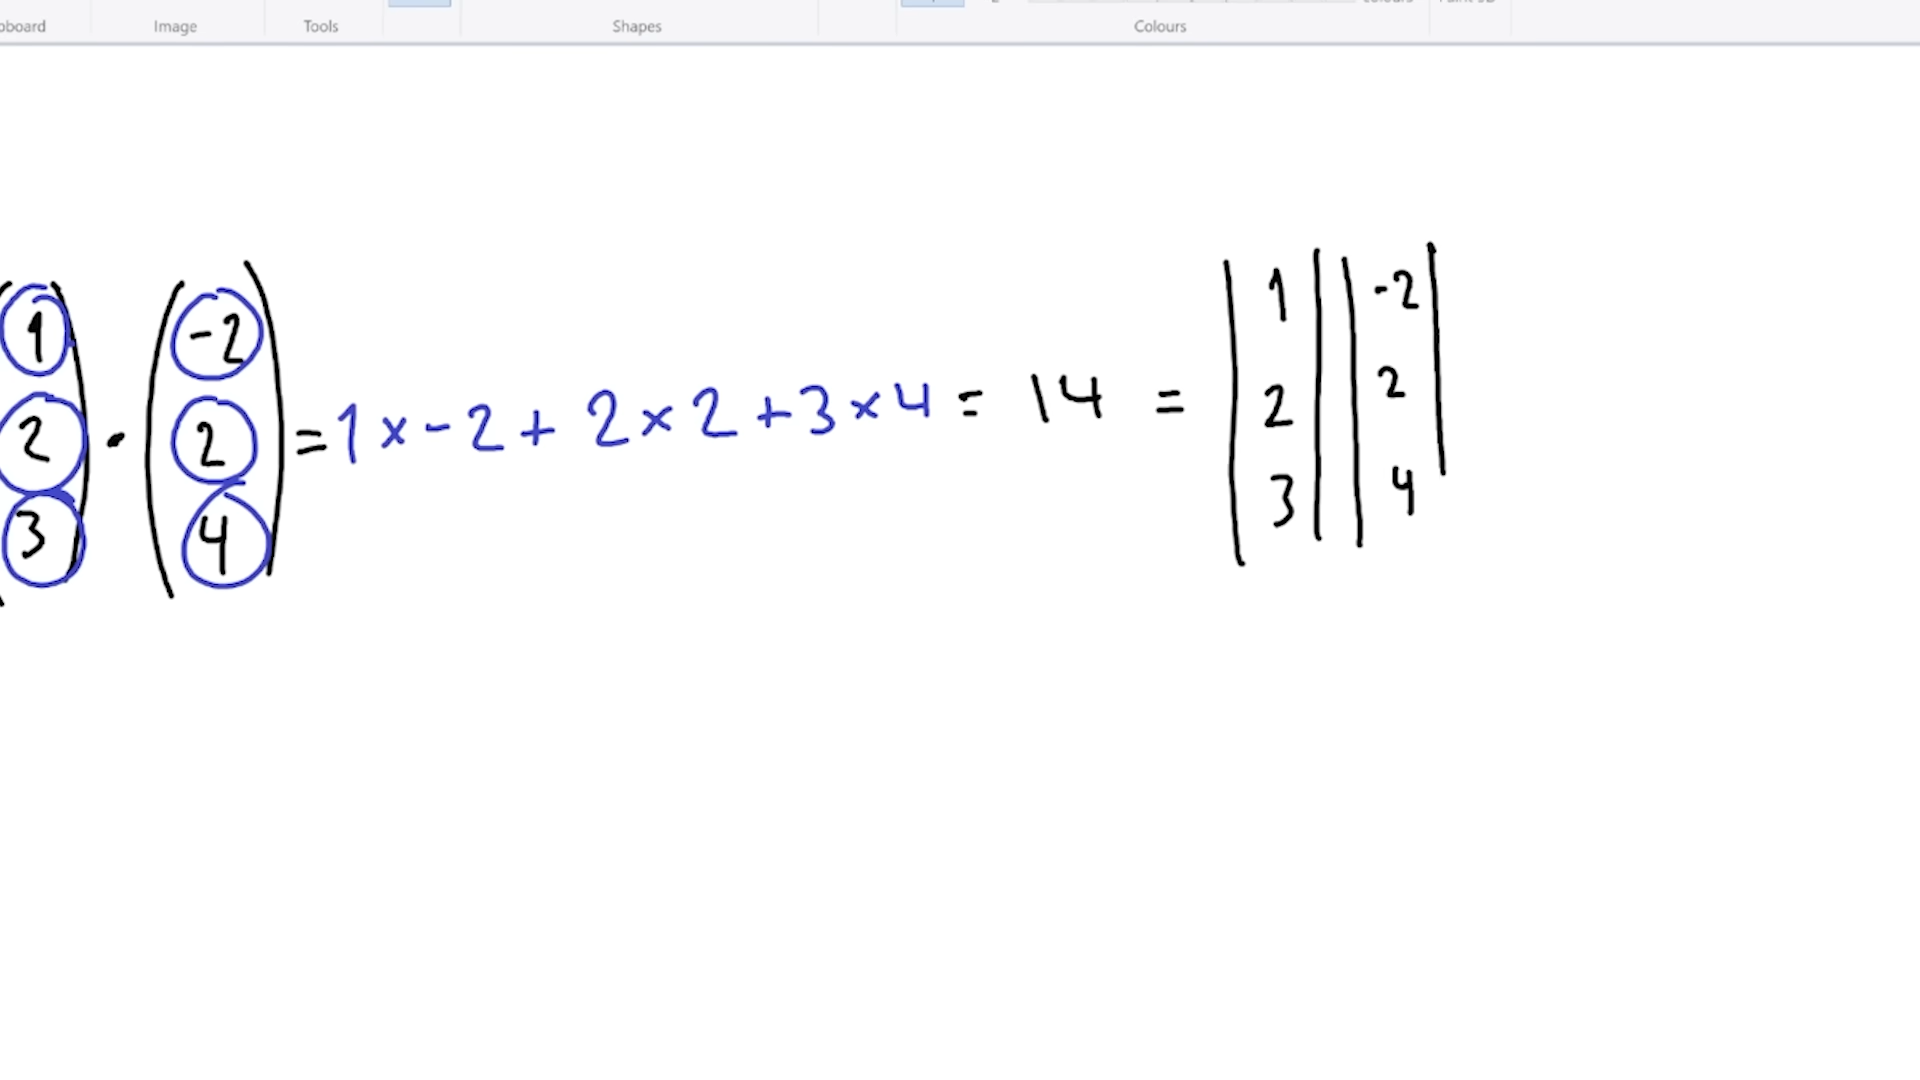 Image Tools Shapes Colours
1 -2 1 -2
2 · 2 = 1 x -2 + 2 x 2 + 3 x 4 = 14 = 2 2
3 4 3 4